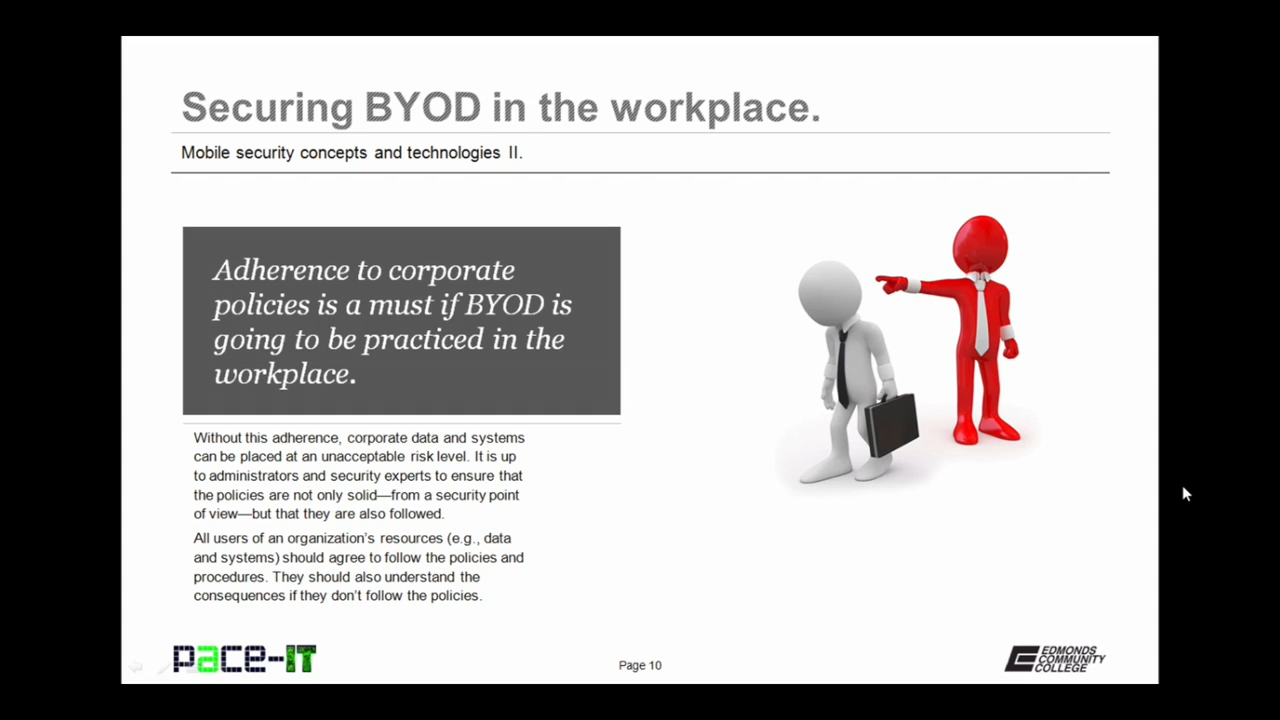 Securing BYOD in the workplace.
Mobile security concepts and technologies II.
Adherence to corporate
policies is a must if BYOD is
going to be practiced in the
workplace.
Without this adherence, corporate data and systems
can be placed at an unacceptable risk level. It is up
to administrators and security experts to ensure that
the policies are not only solid—from a security point
of view—but that they are also followed.
All users of an organization's resources (e.g., data
and systems) should agree to follow the policies and
procedures. They should also understand the
consequences if they don't follow the policies.
pace-IT
Page 10
EDMONDS
COMMUNITY
COLLEGE